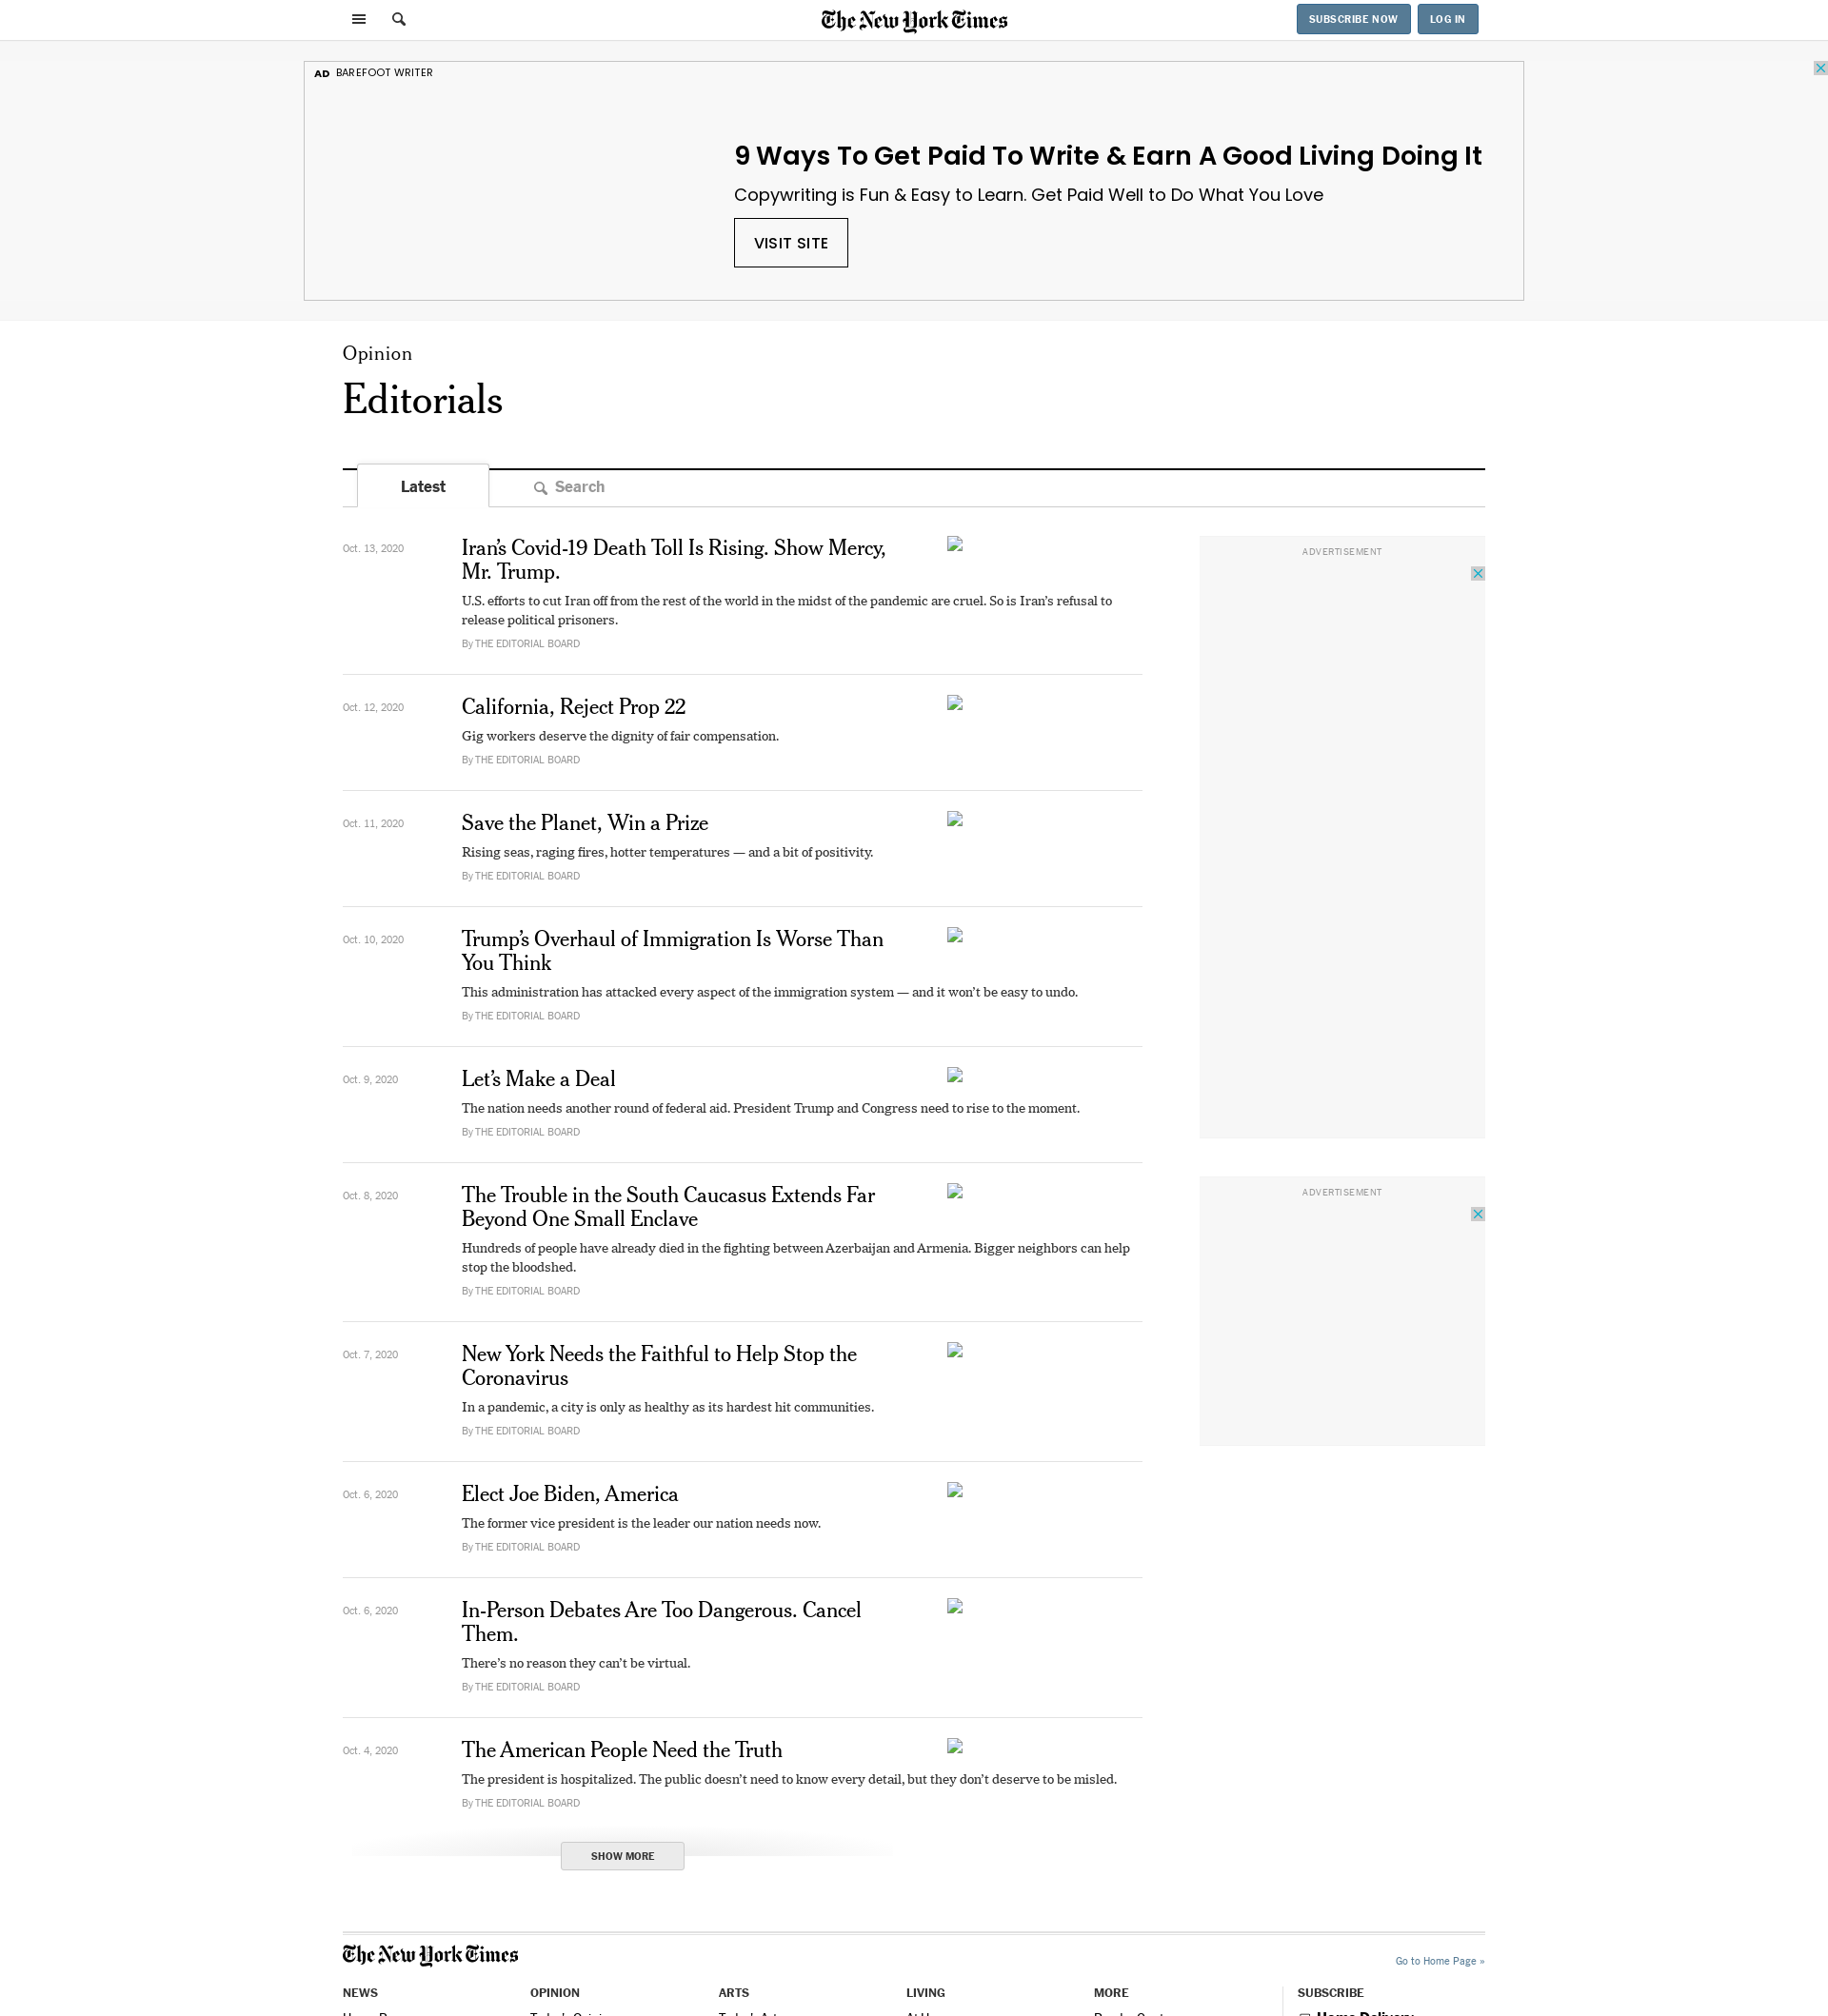 The New York Times
SUBSCRIBE NOW
LOG IN
AD BAREFOOT WRITER
9 Ways To Get Paid To Write & Earn A Good Living Doing It
Copywriting is Fun & Easy to Learn. Get Paid Well to Do What You Love
VISIT SITE
Opinion
Editorials
Latest
Search
Oct. 13, 2020
Iran’s Covid-19 Death Toll Is Rising. Show Mercy,
Mr. Trump.
U.S. efforts to cut Iran off from the rest of the world in the midst of the pandemic are cruel. So is Iran’s refusal to
release political prisoners.
By THE EDITORIAL BOARD
Oct. 12, 2020
California, Reject Prop 22
Gig workers deserve the dignity of fair compensation.
By THE EDITORIAL BOARD
Oct. 11, 2020
Save the Planet, Win a Prize
Rising seas, raging fires, hotter temperatures — and a bit of positivity.
By THE EDITORIAL BOARD
Oct. 10, 2020
Trump’s Overhaul of Immigration Is Worse Than
You Think
This administration has attacked every aspect of the immigration system — and it won’t be easy to undo.
By THE EDITORIAL BOARD
Oct. 9, 2020
Let’s Make a Deal
The nation needs another round of federal aid. President Trump and Congress need to rise to the moment.
By THE EDITORIAL BOARD
Oct. 8, 2020
The Trouble in the South Caucasus Extends Far
Beyond One Small Enclave
Hundreds of people have already died in the fighting between Azerbaijan and Armenia. Bigger neighbors can help
stop the bloodshed.
By THE EDITORIAL BOARD
Oct. 7, 2020
New York Needs the Faithful to Help Stop the
Coronavirus
In a pandemic, a city is only as healthy as its hardest hit communities.
By THE EDITORIAL BOARD
Oct. 6, 2020
Elect Joe Biden, America
The former vice president is the leader our nation needs now.
By THE EDITORIAL BOARD
Oct. 6, 2020
In-Person Debates Are Too Dangerous. Cancel
Them.
There’s no reason they can’t be virtual.
By THE EDITORIAL BOARD
Oct. 4, 2020
The American People Need the Truth
The president is hospitalized. The public doesn’t need to know every detail, but they don’t deserve to be misled.
By THE EDITORIAL BOARD
SHOW MORE
ADVERTISEMENT
ADVERTISEMENT
The New York Times
Go to Home Page »
NEWS
OPINION
ARTS
LIVING
MORE
SUBSCRIBE
Home Delivery